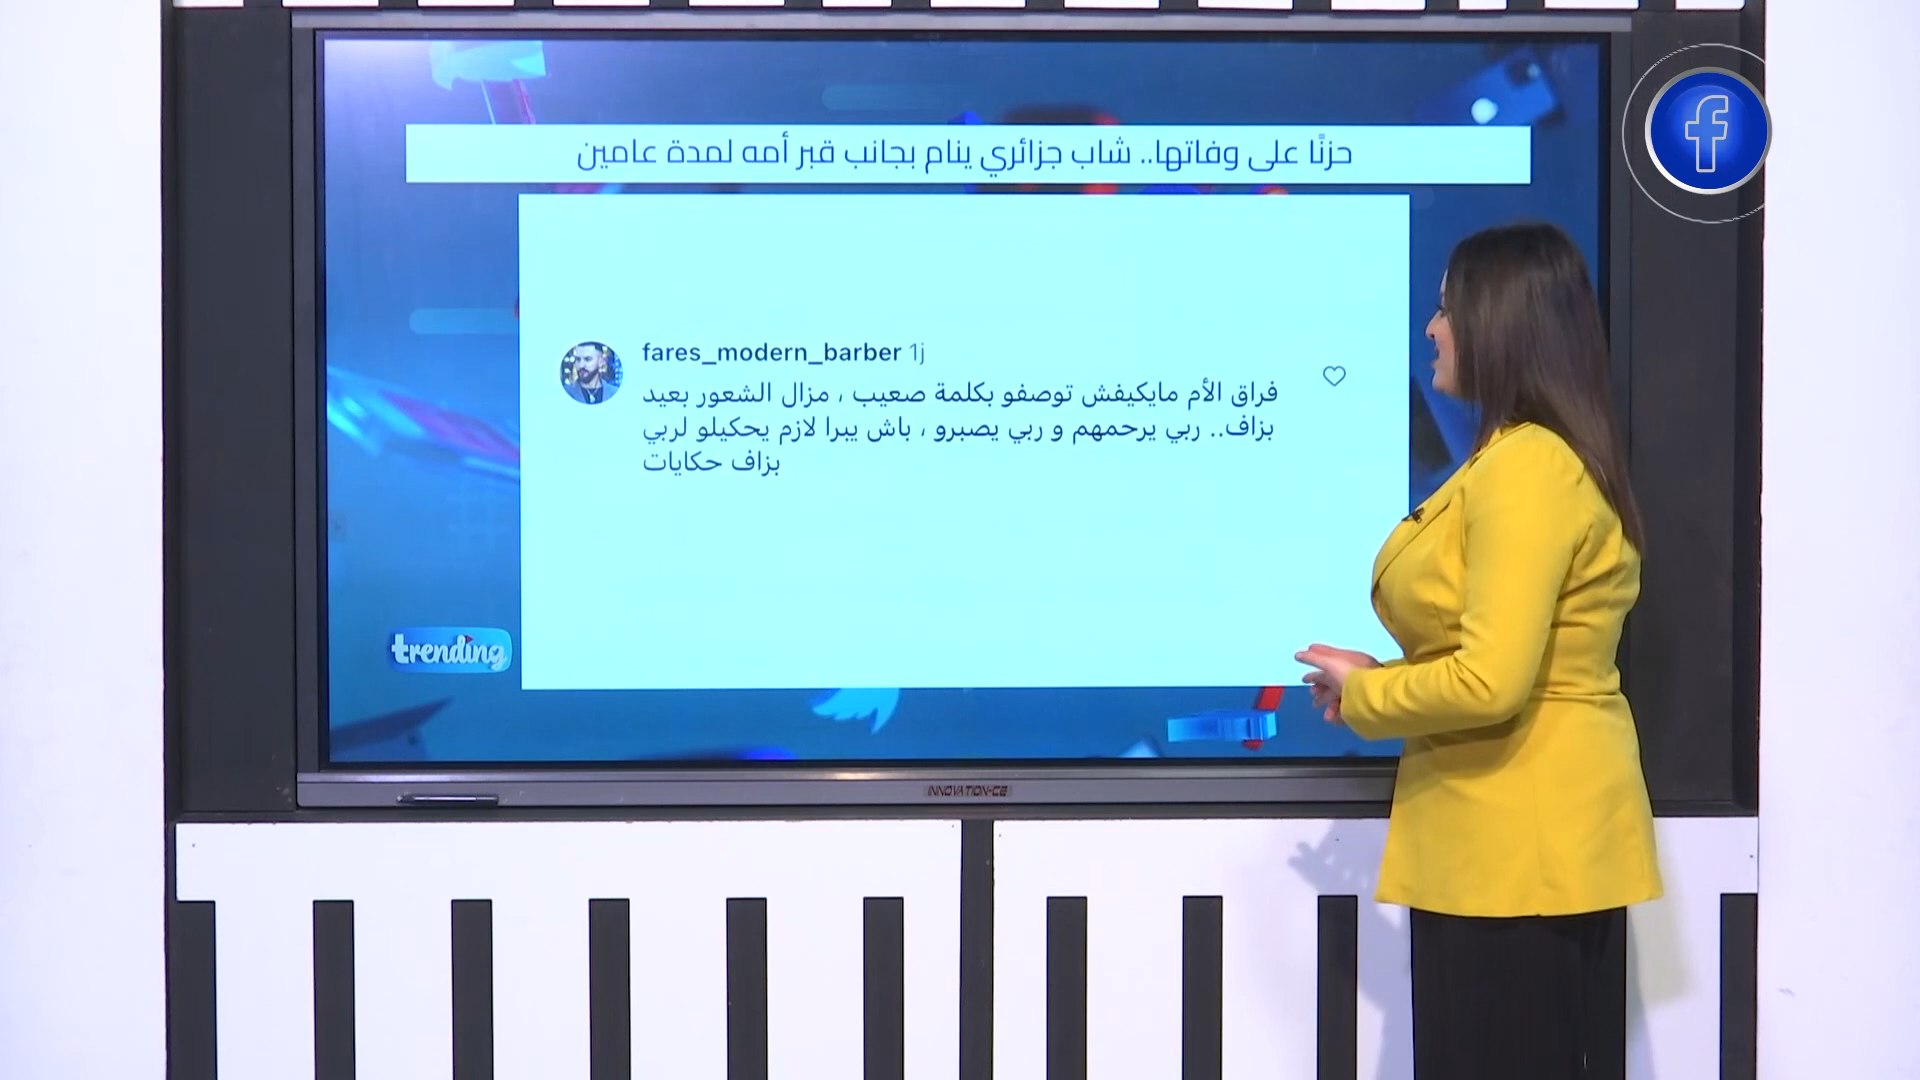 حزنًا على وفاتها.. شاب جزائري ينام بجانب قبر أمه لمدة عامين
fares_modern_barber 1j
فراق الأم مايكيفش توصفو بكلمة صعيب ، مزال الشعور بعيد
بزاف.. ربي يرحمهم و ربي يصبرو ، باش يبرا لازم يحكيلو لربي
بزاف حكايات
trending
INNOVATION-CE